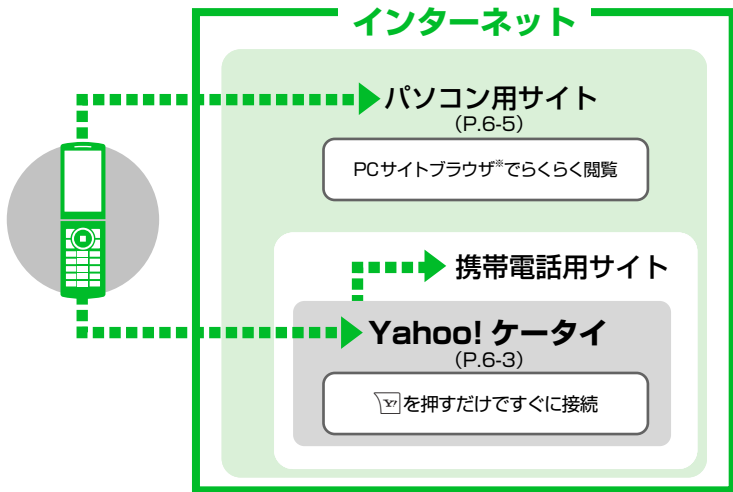 インターネット
パソコン用サイト
(P.6-5)
PCサイトブラウザ※でらくらく閲覧
携帯電話用サイト
Yahoo! ケータイ
(P.6-3)
を押すだけですぐに接続